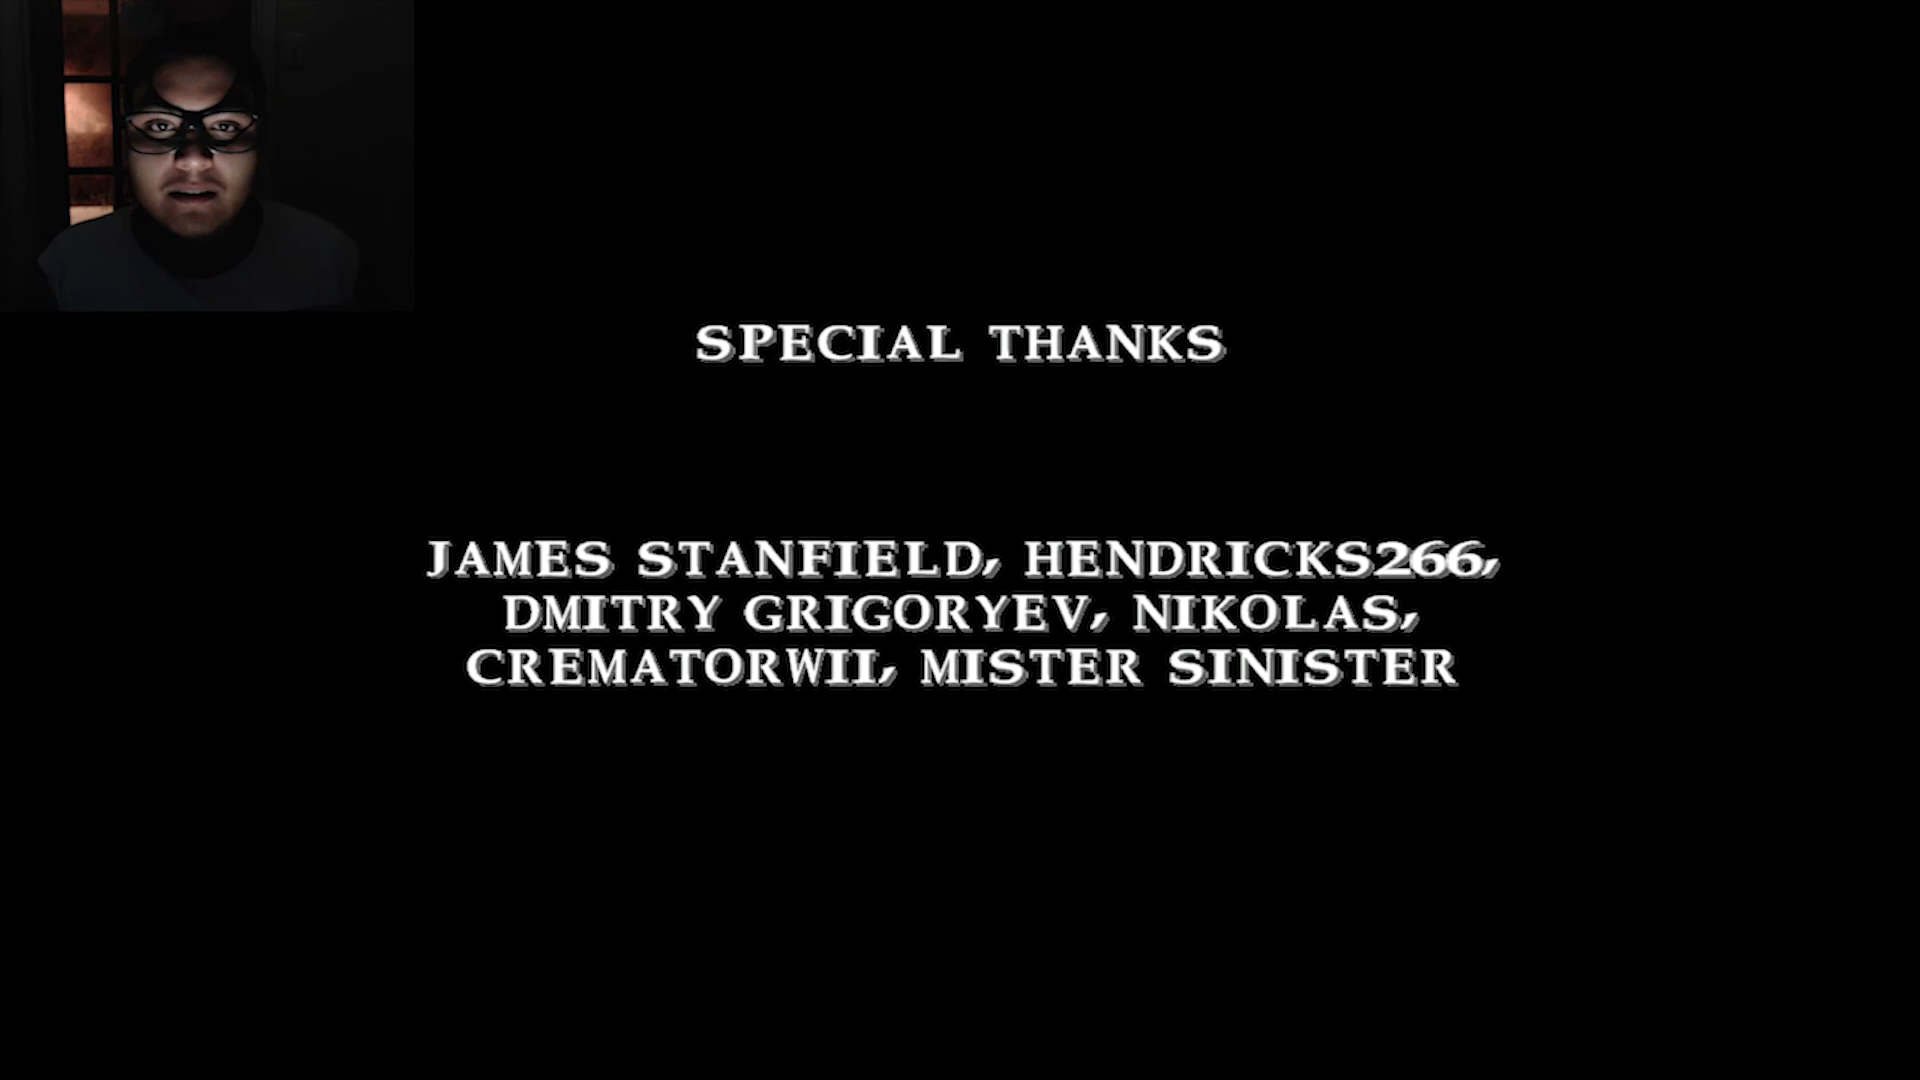 SPECIAL THANKS
JAMES STANFIELD, HENDRICKS266,
DMITRY GRIGORYEV, NIKOLAS,
CREMATORWII, MISTER SINISTER